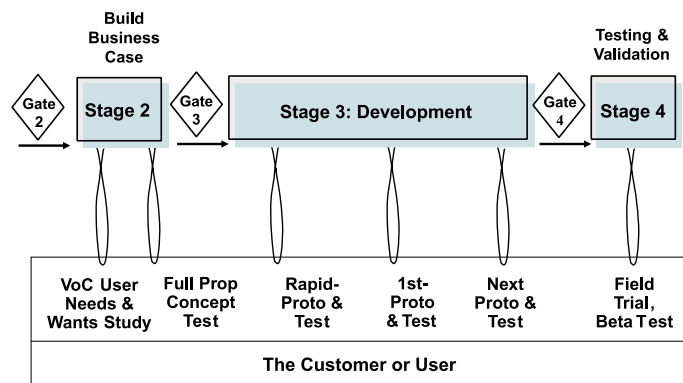 Build
Business
Case
Testing &
Validation
Gate
2
Stage 2
Gate
3
Stage 3: Development
Gate
4
Stage 4
VoC User
Needs &
Wants Study
Full Prop
Concept
Test
Rapid-
Proto & Test
1st-
Proto & Test
Next
Proto & Test
Field
Trial,
Beta Test
The Customer or User